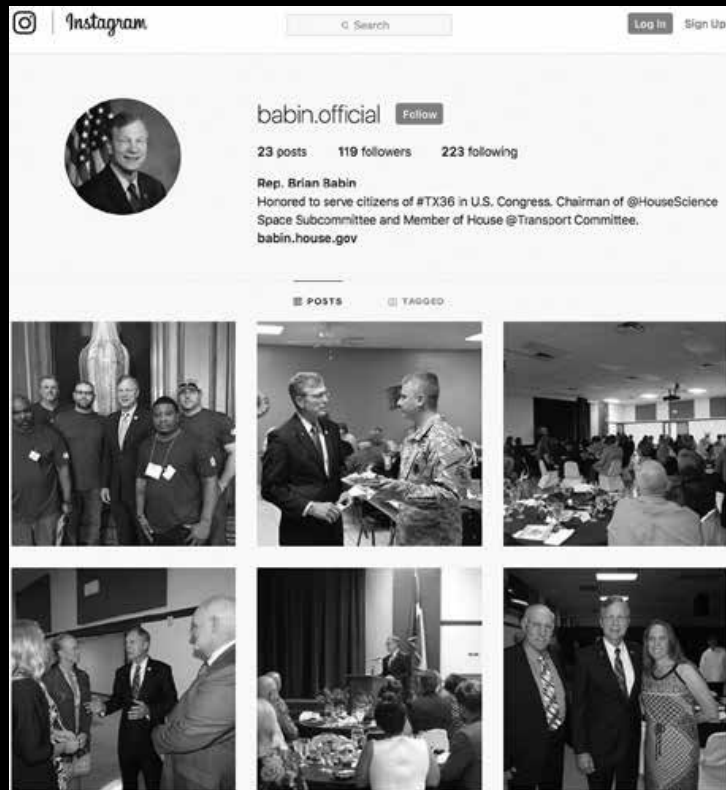 Instagram
Search
Log In
Sign Up
babin.official
Follow
23 posts 119 followers 223 following
Rep. Brian Babin
Honored to serve citizens of #TX36 in U.S. Congress. Chairman of @HouseScience
Space Subcommittee and Member of House @Transport Committee.
babin.house.gov
POSTS
TAGGED